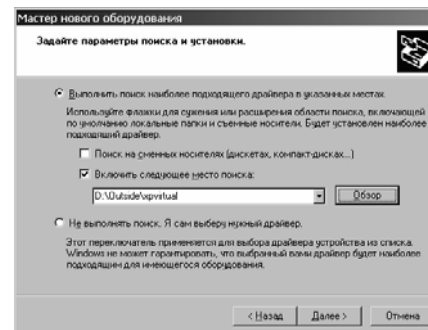 Мастер нового оборудования
Задайте параметры поиска и установки.
Выполнить поиск наиболее подходящего драйвера в указанных местах.
Используйте флажки для сужения или расширения области поиска, включающей
по умолчанию локальные папки и съемные носители. Будет установлен наиболее
подходящий драйвер.
Поиск на сменных носителях (дискетах, компакт-дисках...)
Включить следующее место поиска:
D:\Outside\xpvirtual
Обзор
Не выполнять поиск. Я сам выберу нужный драйвер.
Этот переключатель применяется для выбора драйвера устройства из списка.
Windows не может гарантировать, что выбранный вами драйвер будет наиболее
подходящим для имеющегося оборудования.
< Назад
Далее >
Отмена